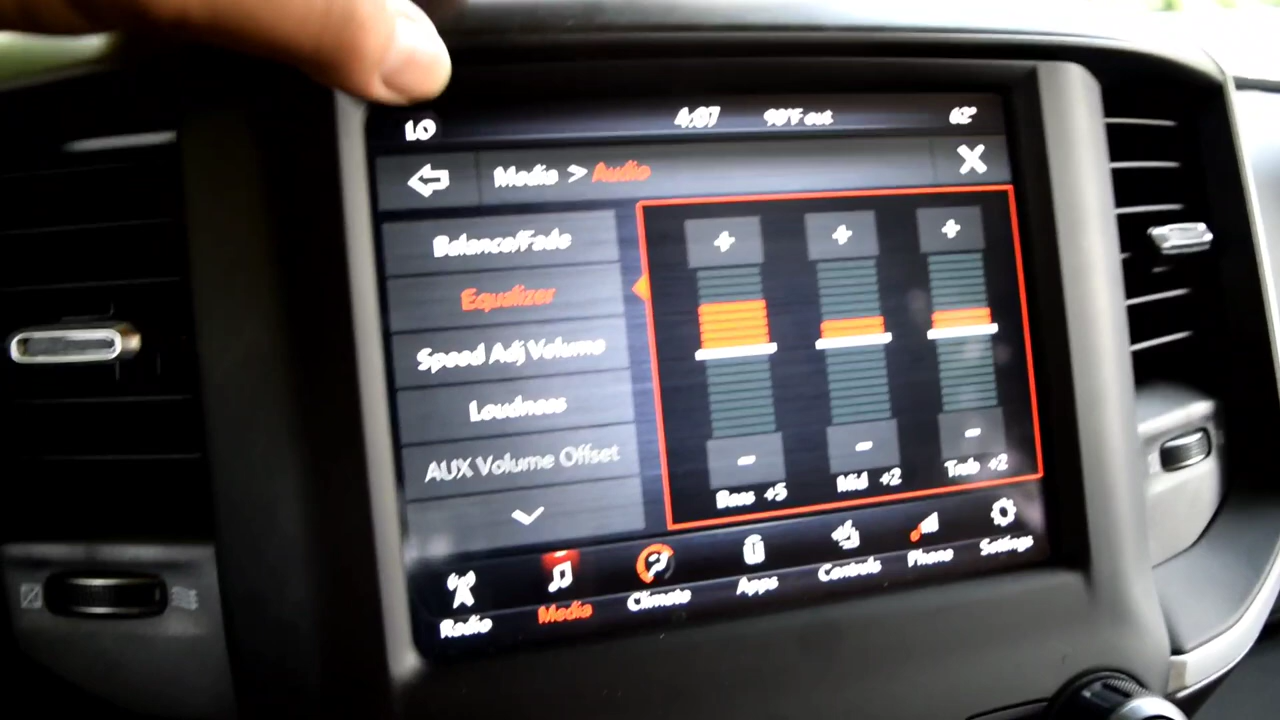 LO 4:07 90°F out 62°
Media > Audio
Balance/Fade
Equalizer
Speed Adj Volume
Loudness
AUX Volume Offset
+ + +
- - -
Bass +5 Mid +2 Treb +2
Radio Media Climate Apps Controls Phone Settings